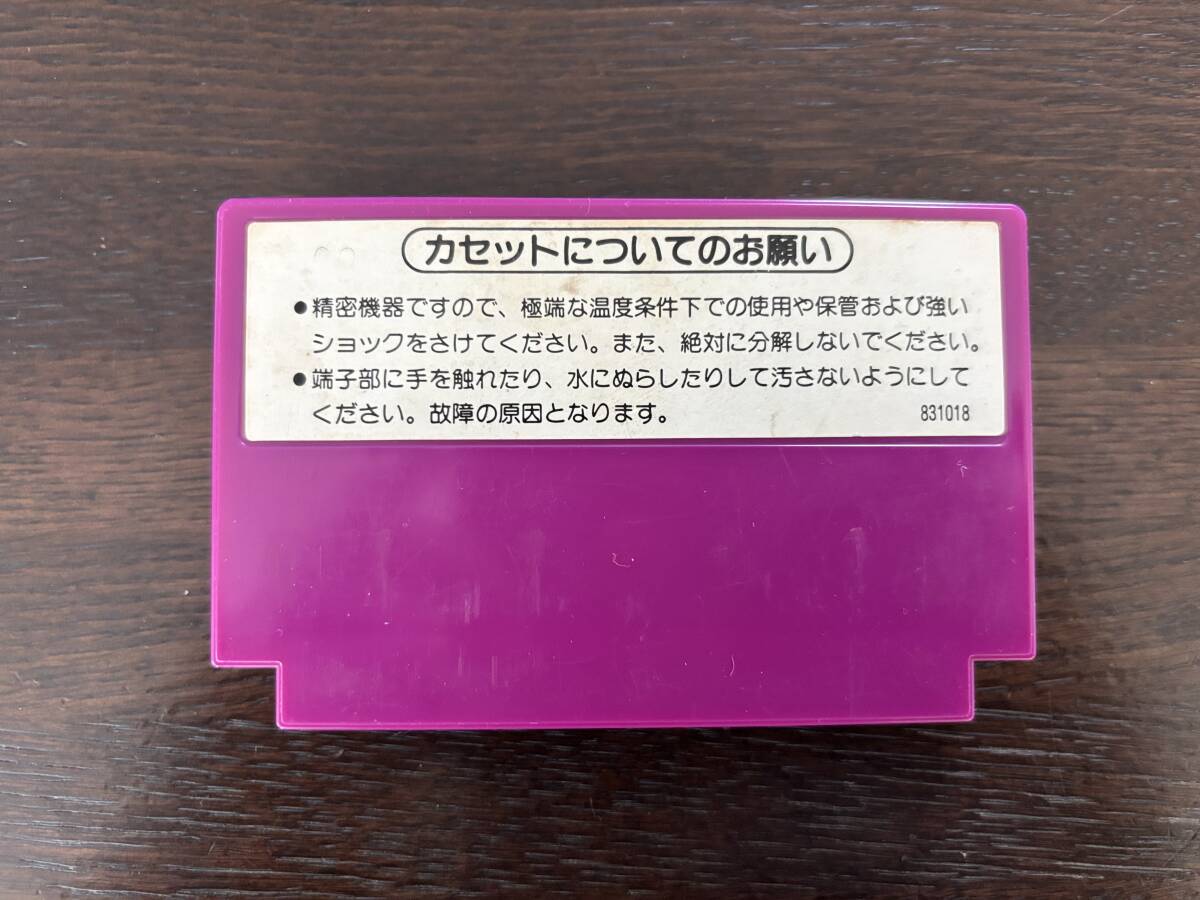 カセットについてのお願い
●精密機器ですので、極端な温度条件下での使用や保管および強い
ショックをさけてください。また、絶対に分解しないでください。
●端子部に手を触れたり、水にぬらしたりして汚さないようにして
ください。故障の原因となります。 831018